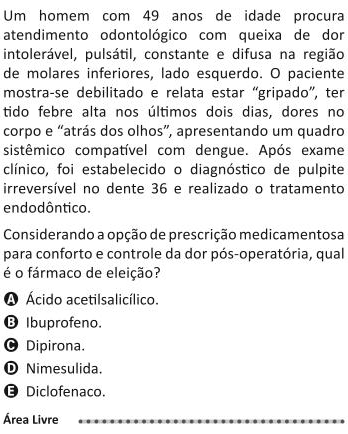 Um homem com 49 anos de idade procura
atendimento odontológico com queixa de dor
intolerável, pulsátil, constante e difusa na região
de molares inferiores, lado esquerdo. O paciente
mostra-se debilitado e relata estar “gripado”, ter
tido febre alta nos últimos dois dias, dores no
corpo e “atrás dos olhos”, apresentando um quadro
sistêmico compatível com dengue. Após exame
clínico, foi estabelecido o diagnóstico de pulpite
irreversível no dente 36 e realizado o tratamento
endodôntico.
Considerando a opção de prescrição medicamentosa
para conforto e controle da dor pós-operatória, qual
é o fármaco de eleição?
A Ácido acetilsalicílico.
B Ibuprofeno.
C Dipirona.
D Nimesulida.
E Diclofenaco.
Área Livre